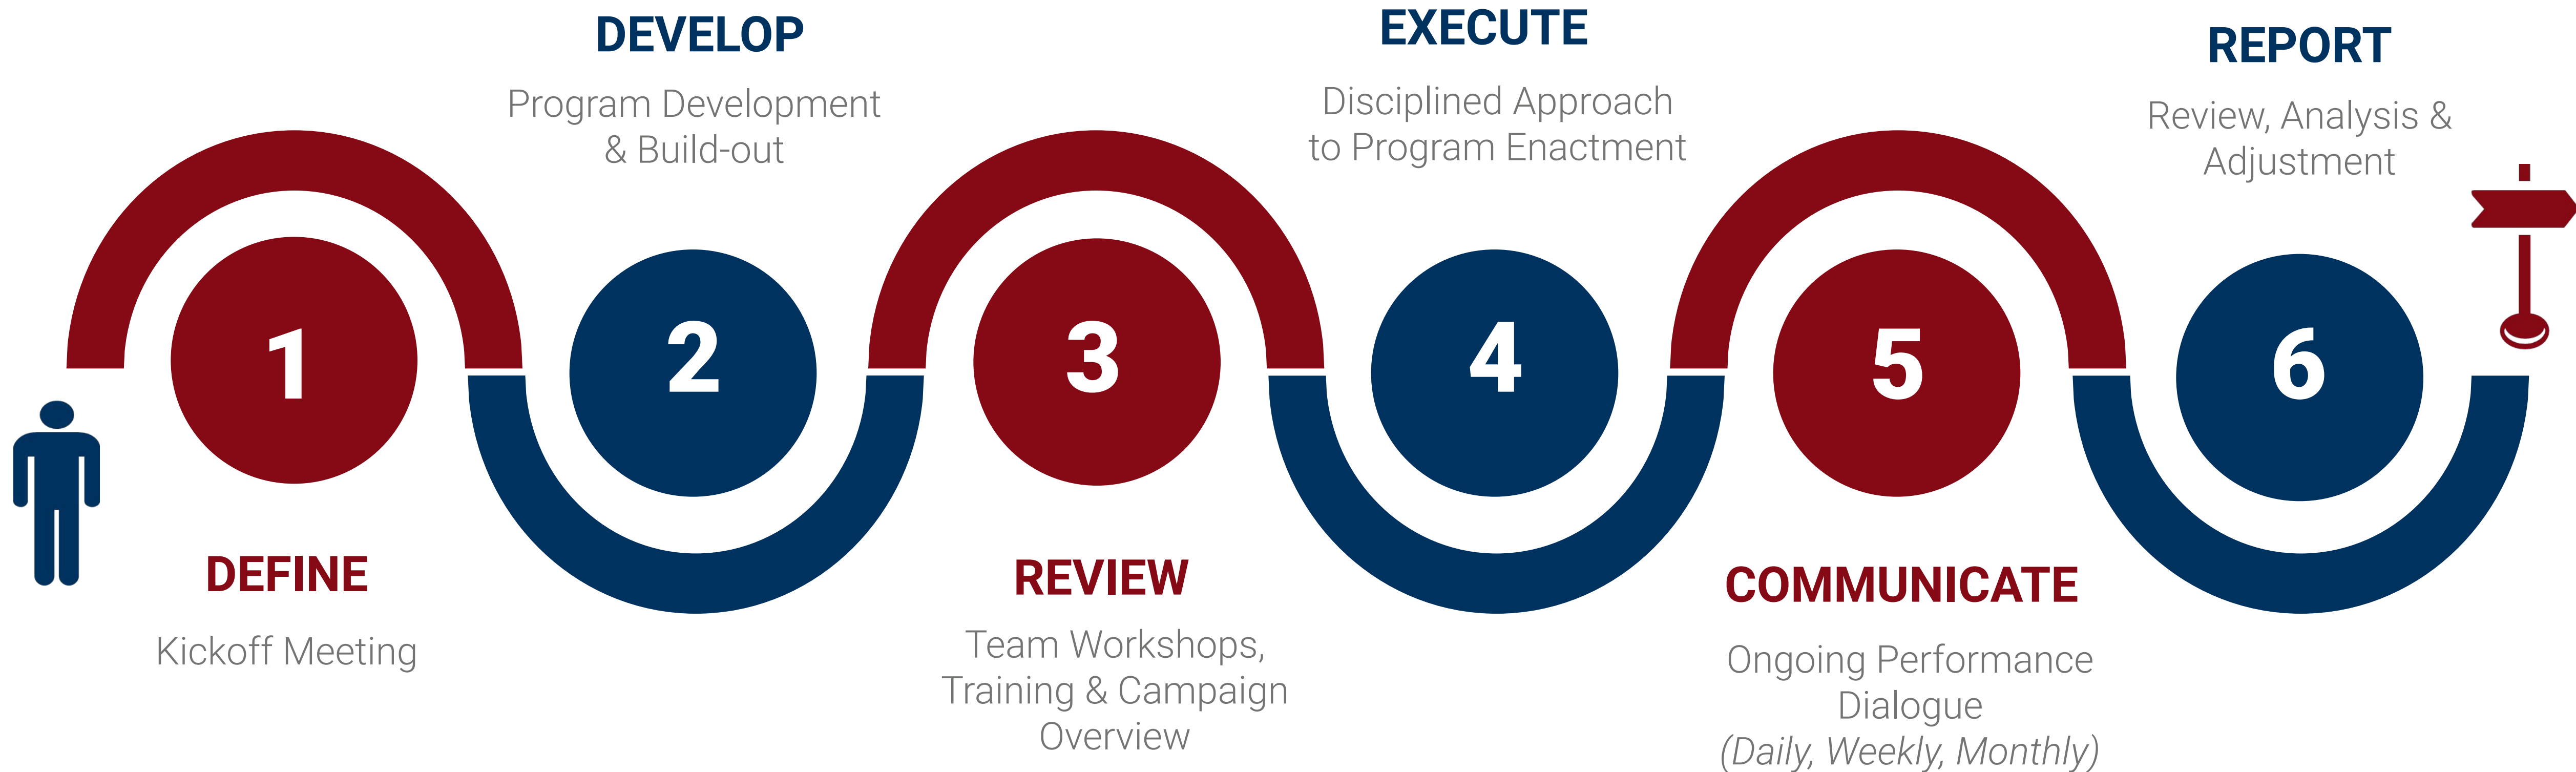 1
DEFINE
Kickoff Meeting
DEVELOP
Program Development
& Build-out
2
3
REVIEW
Team Workshops,
Training & Campaign
Overview
EXECUTE
Disciplined Approach
to Program Enactment
4
5
COMMUNICATE
Ongoing Performance
Dialogue
(Daily, Weekly, Monthly)
REPORT
Review, Analysis &
Adjustment
6